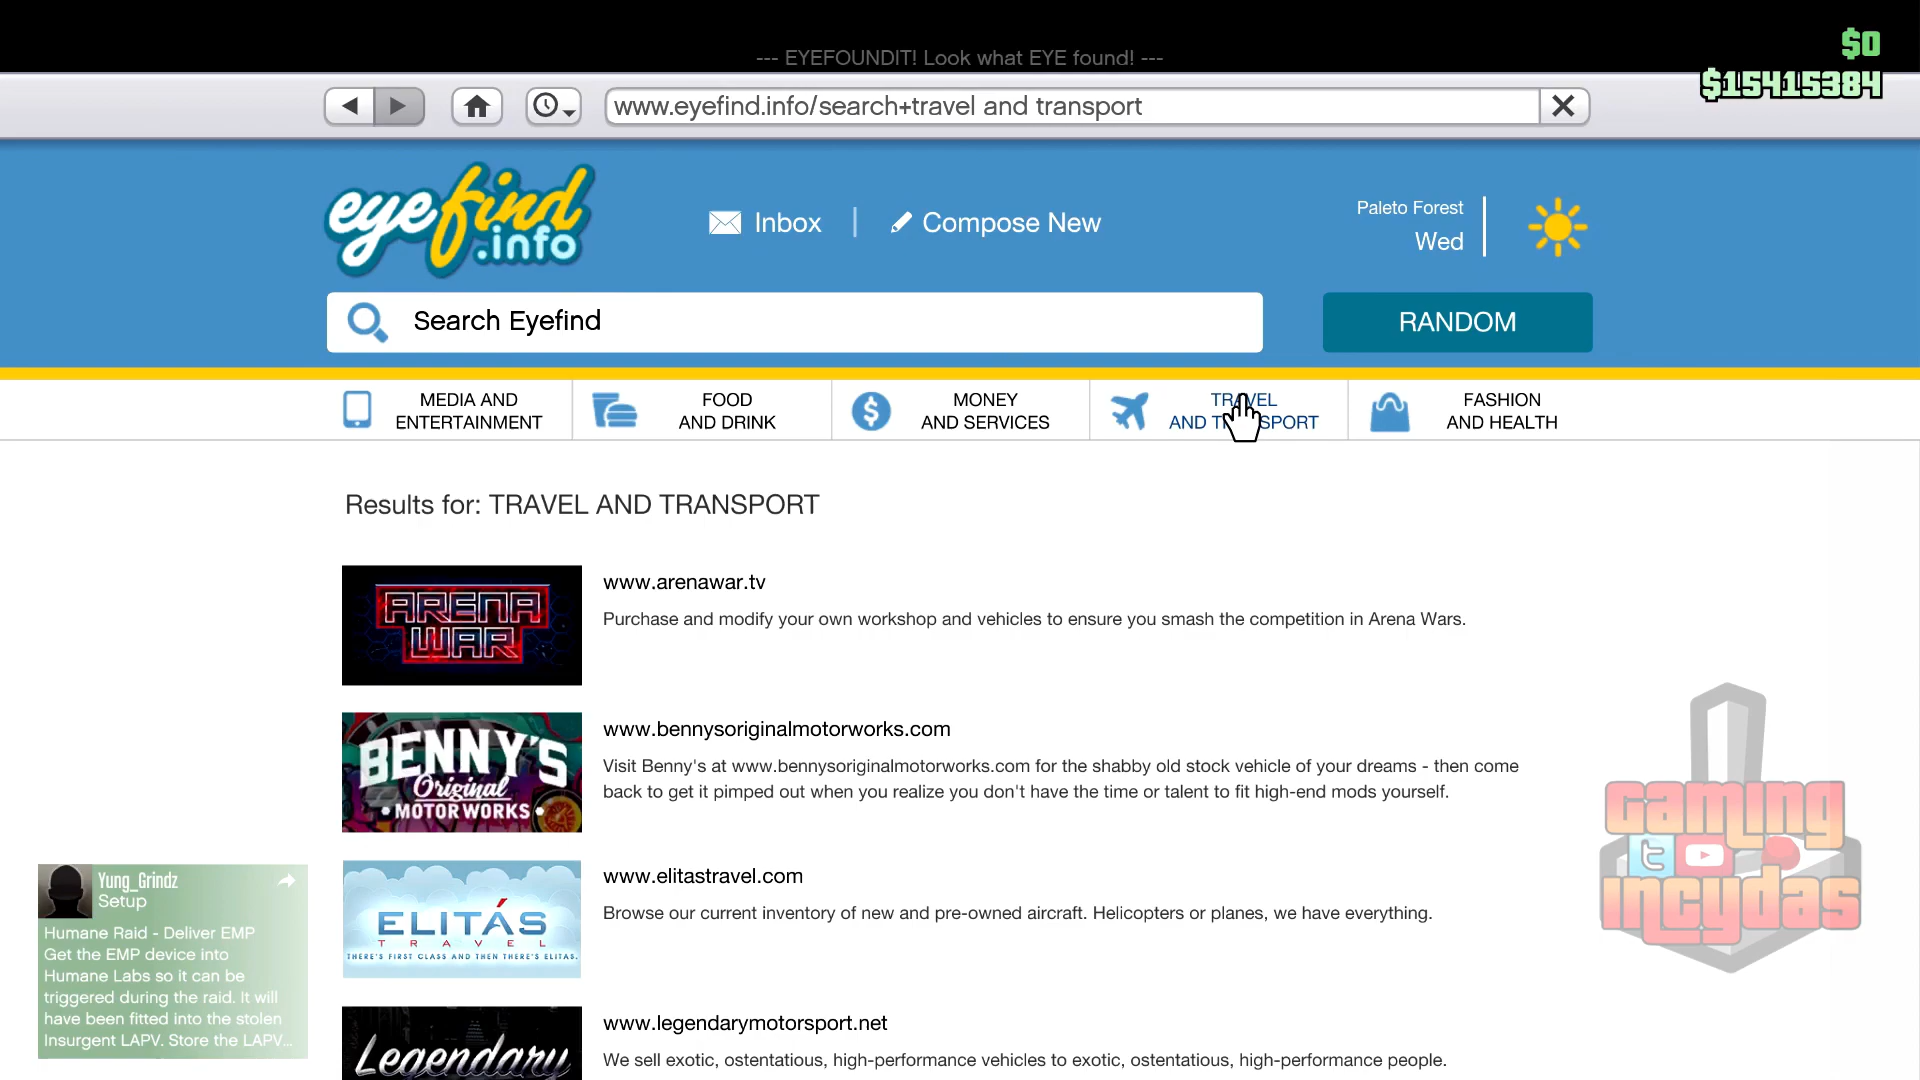 --- EYEFOUNDIT! Look what EYE found! ---
$0
$15415384
www.eyefind.info/search+travel and transport
eyefind
.info
Inbox
Compose New
Paleto Forest
Wed
Search Eyefind
RANDOM
MEDIA AND
ENTERTAINMENT
FOOD
AND DRINK
MONEY
AND SERVICES
TRAVEL
AND TRANSPORT
FASHION
AND HEALTH
Results for: TRAVEL AND TRANSPORT
ARENA
WAR
www.arenawar.tv
Purchase and modify your own workshop and vehicles to ensure you smash the competition in Arena Wars.
BENNY'S
Original
MOTORWORKS
www.bennysoriginalmotorworks.com
Visit Benny's at www.bennysoriginalmotorworks.com for the shabby old stock vehicle of your dreams - then come
back to get it pimped out when you realize you don't have the time or talent to fit high-end mods yourself.
ELITÁS
TRAVEL
THERE'S FIRST CLASS AND THEN THERE'S ELITAS.
www.elitastravel.com
Browse our current inventory of new and pre-owned aircraft. Helicopters or planes, we have everything.
Legendary
www.legendarymotorsport.net
We sell exotic, ostentatious, high-performance vehicles to exotic, ostentatious, high-performance people.
Yung_Grindz
Setup
Humane Raid - Deliver EMP
Get the EMP device into
Humane Labs so it can be
triggered during the raid. It will
have been fitted into the stolen
Insurgent LAPV. Store the LAPV...
Gaming
incydas